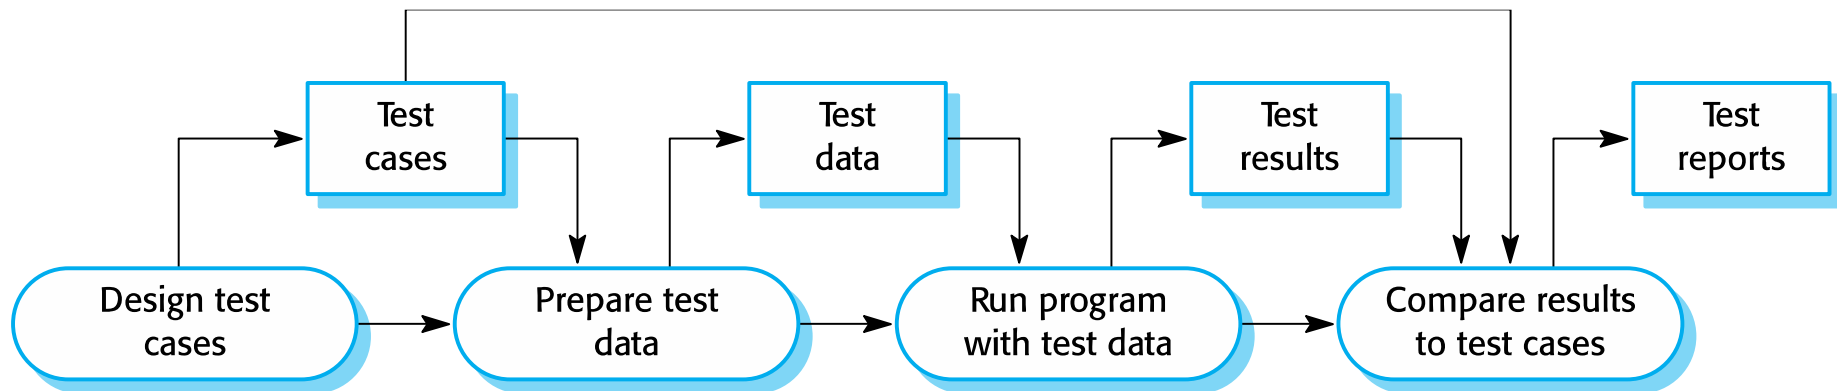 Test
cases
Test
data
Test
results
Test
reports
Design test
cases
Prepare test
data
Run program
with test data
Compare results
to test cases